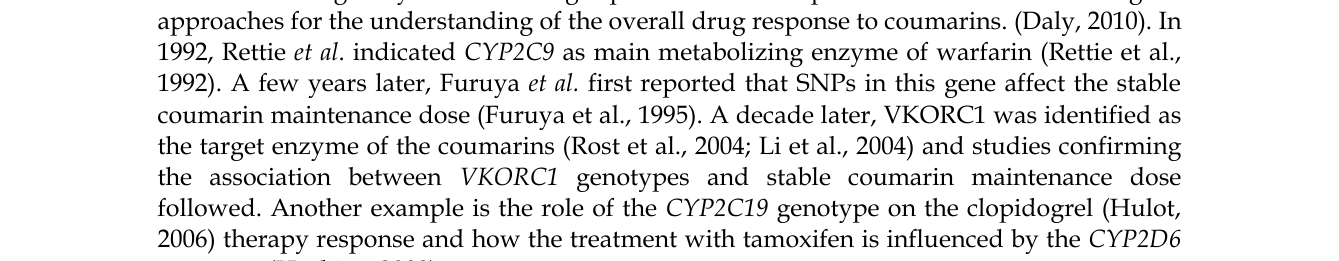 approaches for the understanding of the overall drug response to coumarins. (Daly, 2010). In
1992, Rettie et al. indicated CYP2C9 as main metabolizing enzyme of warfarin (Rettie et al.,
1992). A few years later, Furuya et al. first reported that SNPs in this gene affect the stable
coumarin maintenance dose (Furuya et al., 1995). A decade later, VKORC1 was identified as
the target enzyme of the coumarins (Rost et al., 2004; Li et al., 2004) and studies confirming
the association between VKORC1 genotypes and stable coumarin maintenance dose
followed. Another example is the role of the CYP2C19 genotype on the clopidogrel (Hulot,
2006) therapy response and how the treatment with tamoxifen is influenced by the CYP2D6